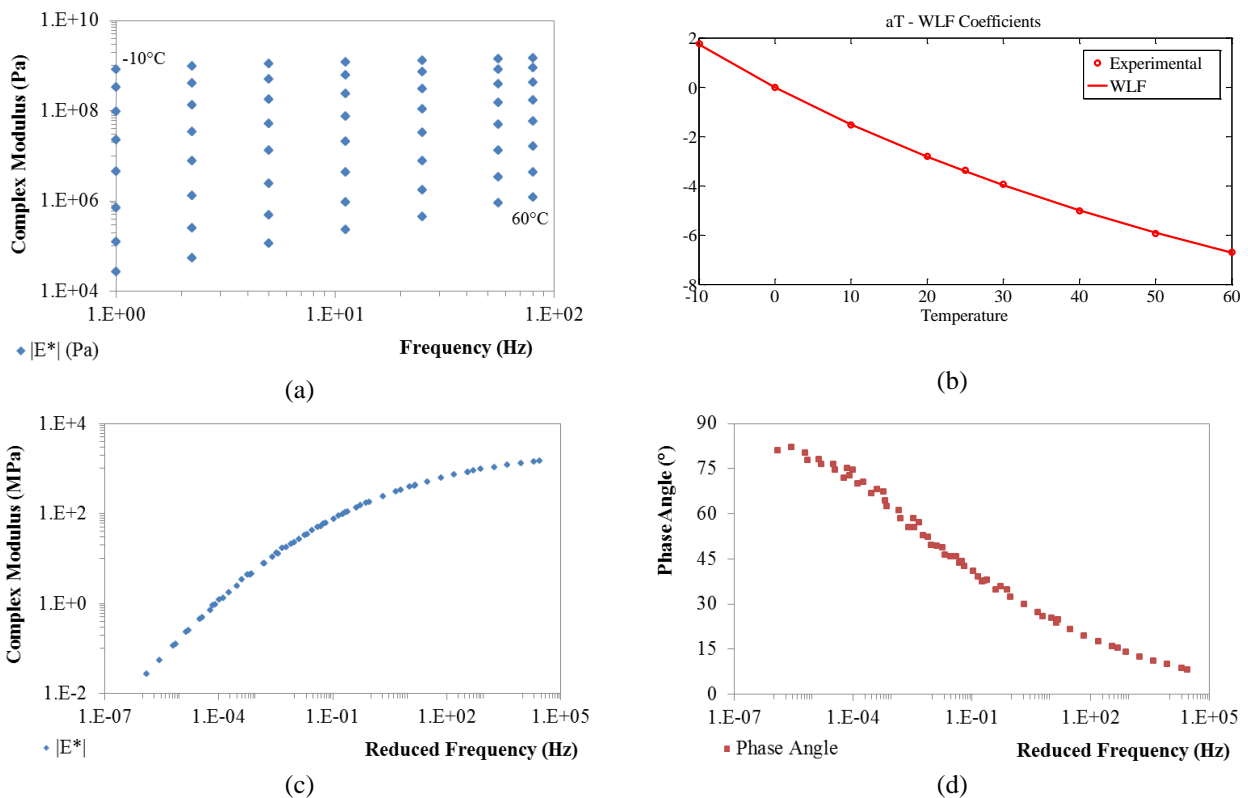 1.E+10
1.E+08
1.E+06
1.E+04
Complex Modulus (Pa)
-10°C
60°C
1.E+00
1.E+01
1.E+02
|E*| (Pa)
Frequency (Hz)
(a)
aT - WLF Coefficients
2
0
-2
-4
-6
-8
Experimental
WLF
-10
0
10
20
30
40
50
60
Temperature
(b)
1.E+4
1.E+2
1.E+0
1.E-2
Complex Modulus (MPa)
1.E-07
1.E-04
1.E-01
1.E+02
1.E+05
|E*|
Reduced Frequency (Hz)
(c)
90
75
60
45
30
15
0
Phase Angle (°)
1.E-07
1.E-04
1.E-01
1.E+02
1.E+05
Phase Angle
Reduced Frequency (Hz)
(d)